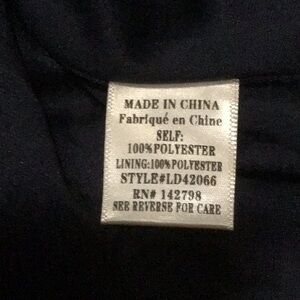 MADE IN CHINA
Fabriqué en Chine
SELF:
100%POLYESTER
LINING:100%POLYESTER
STYLE#LD42066
RN# 142798
SEE REVERSE FOR CARE